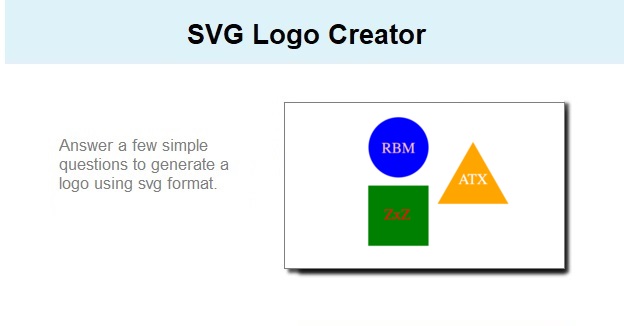 SVG Logo Creator
Answer a few simple
questions to generate a
logo using svg format.
RBM
ATX
ZxZ